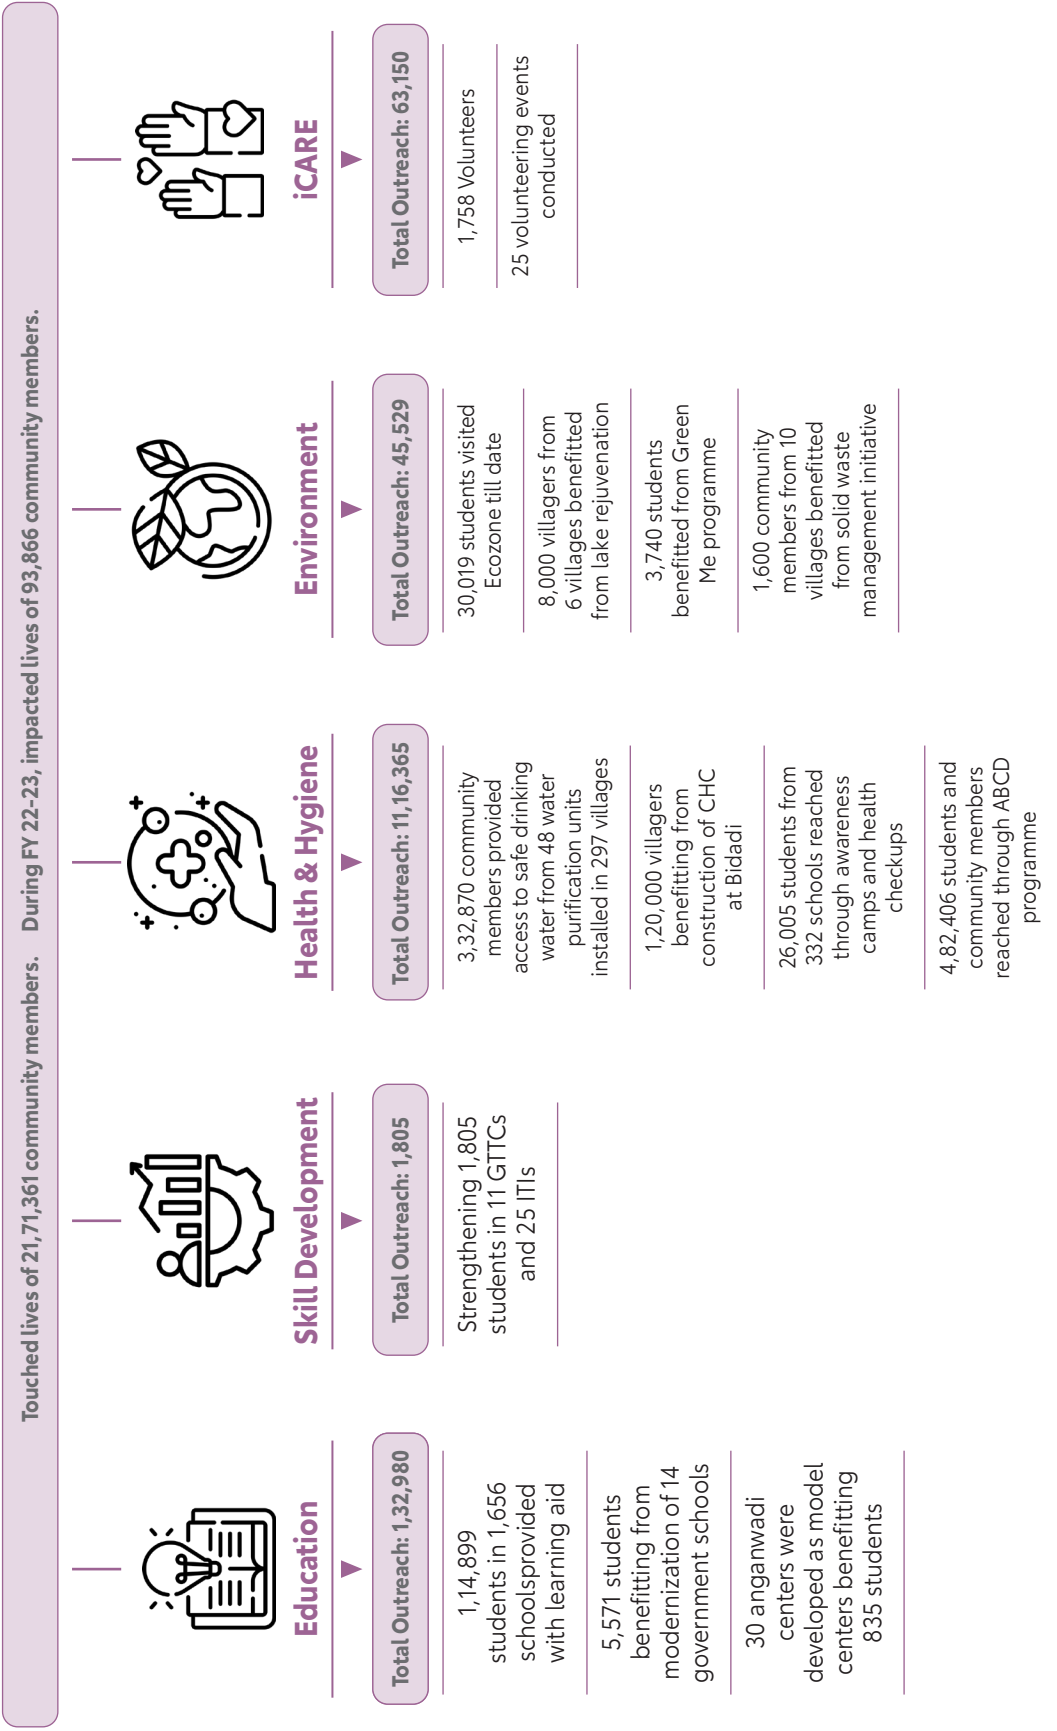 Touched lives of 21,71,361 community members. During FY 22-23, impacted lives of 93,866 community members.
Education
Total Outreach: 1,32,980
1,14,899
students in 1,656
schoolsprovided
with learning aid
5,571 students
benefitting from
modernization of 14
government schools
30 anganwadi
centers were
developed as model
centers benefitting
835 students
Skill Development
Total Outreach: 1,805
Strengthening 1,805
students in 11 GTTCs
and 25 ITIs
Health & Hygiene
Total Outreach: 11,16,365
3,32,870 community
members provided
access to safe drinking
water from 48 water
purification units
installed in 297 villages
1,20,000 villagers
benefitting from
construction of CHC
at Bidadi
26,005 students from
332 schools reached
through awareness
camps and health
checkups
4,82,406 students and
community members
reached through ABCD
programme
Environment
Total Outreach: 45,529
30,019 students visited
Ecozone till date
8,000 villagers from
6 villages benefitted
from lake rejuvenation
3,740 students
benefitted from Green
Me programme
1,600 community
members from 10
villages benefitted
from solid waste
management initiative
iCARE
Total Outreach: 63,150
1,758 Volunteers
25 volunteering events
conducted